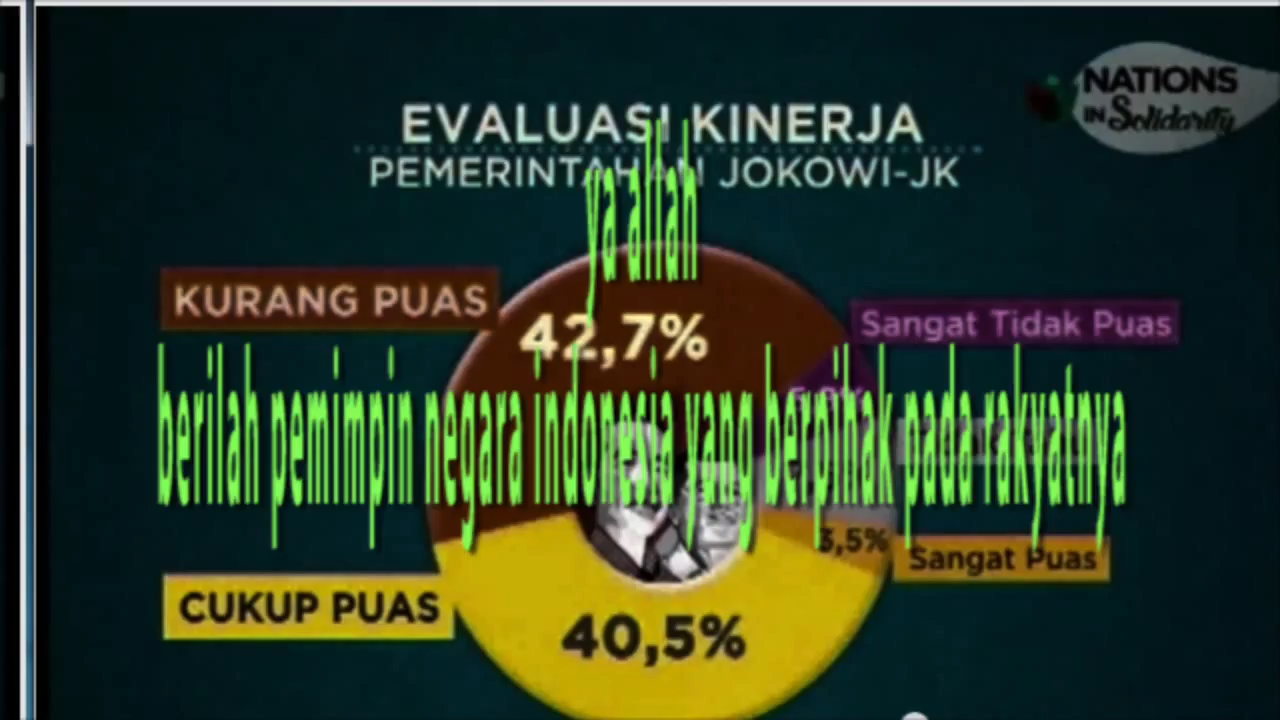 NATIONS
IN Solidarity
EVALUASI KINERJA
PEMERINTAHAN JOKOWI-JK
ya allah
KURANG PUAS
42,7%
Sangat Tidak Puas
berilah pemimpin negara indonesia yang berpihak pada rakyatnya
3,5%
Sangat Puas
CUKUP PUAS
40,5%